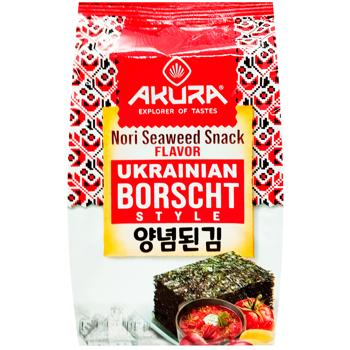 AKURA
EXPLORER OF TASTES
Nori Seaweed Snack
FLAVOR
UKRAINIAN
BORSCHT
STYLE
양념된김